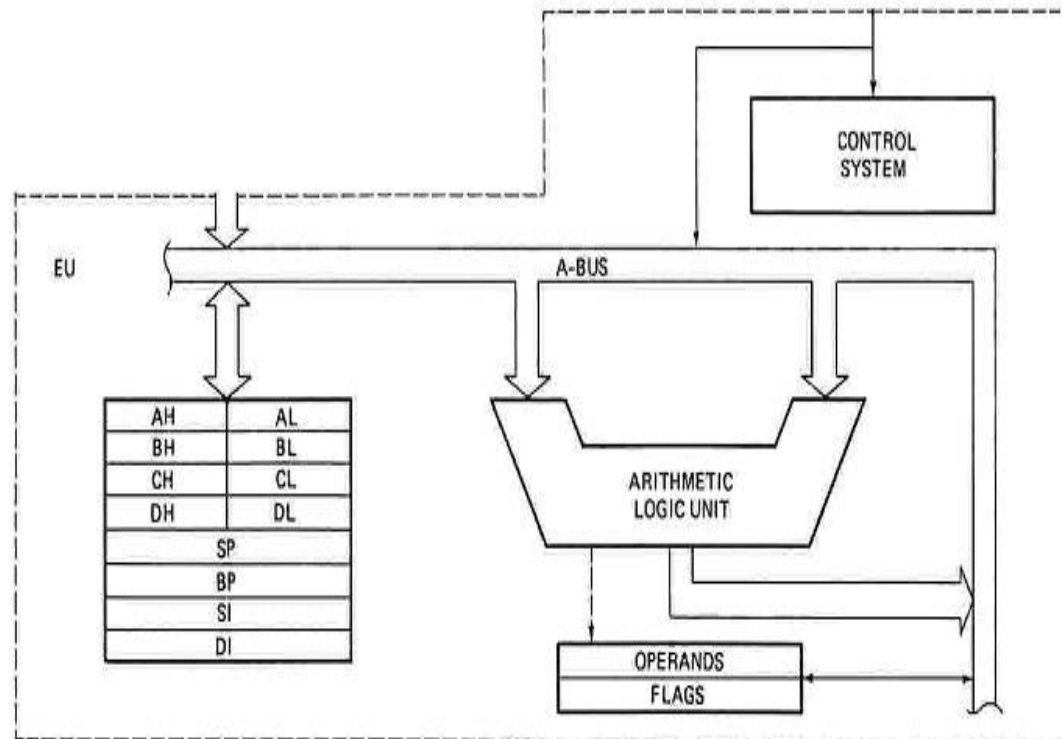 CONTROL
SYSTEM
EU
A-BUS
AH AL
BH BL
CH CL
DH DL
SP
BP
SI
DI
ARITHMETIC
LOGIC UNIT
OPERANDS
FLAGS